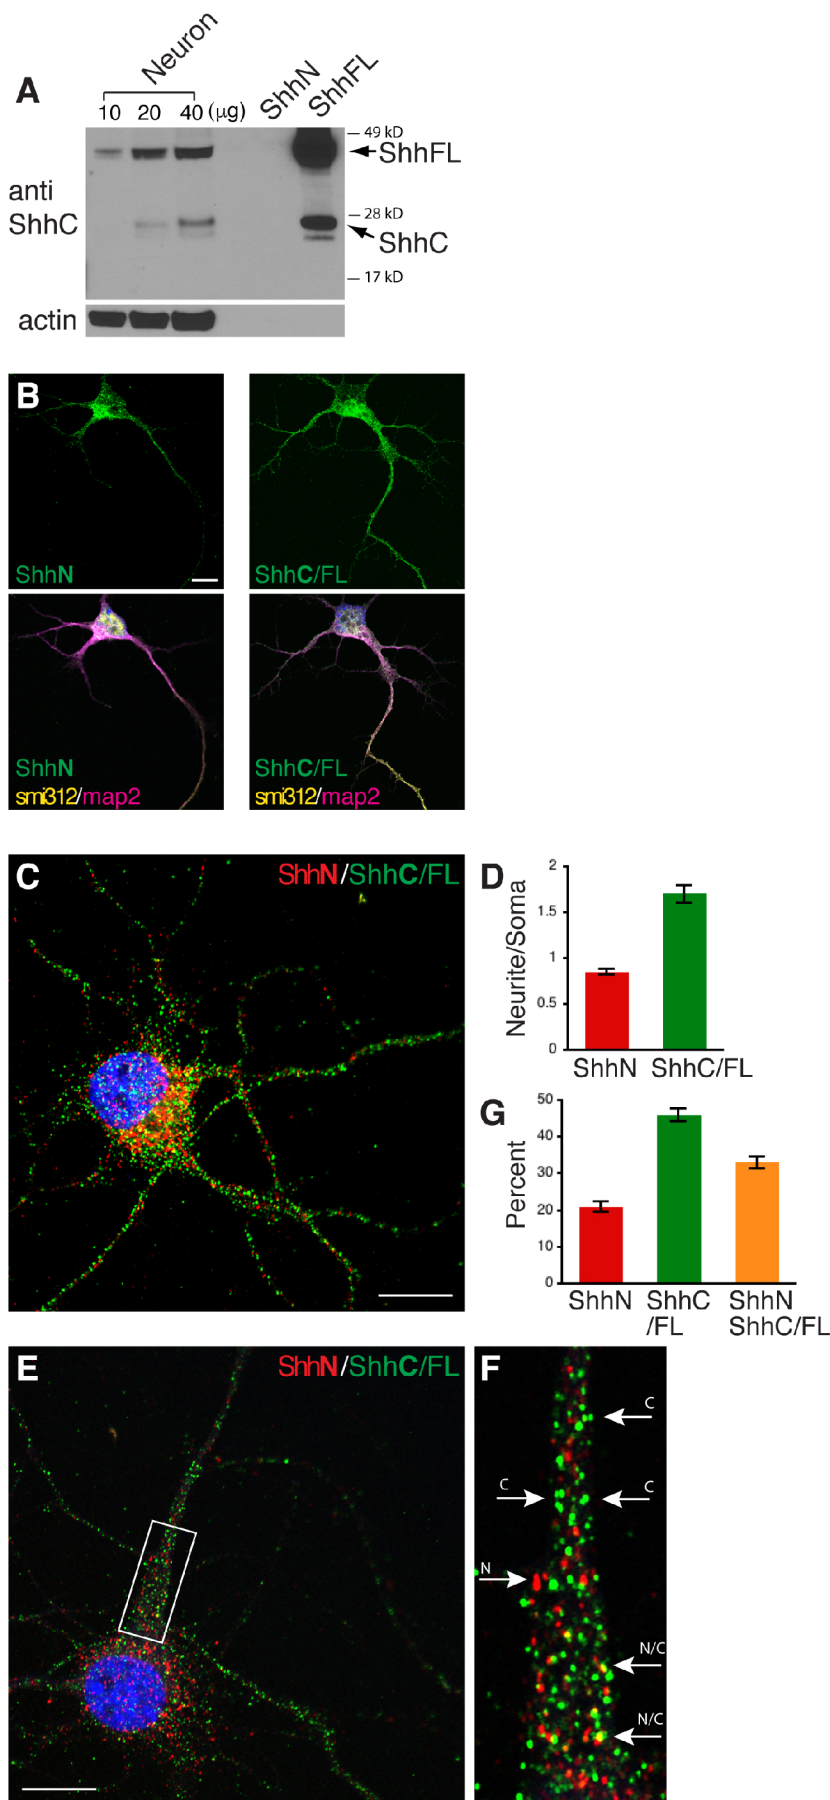 A
Neuron
ShhN
ShhFL
10 20 40 (µg)
49 kD
ShhFL
anti
ShhC
28 kD
ShhC
17 kD
actin
B
ShhN
ShhC/FL
ShhN
smi312/map2
ShhC/FL
smi312/map2
C
ShhN/ShhC/FL
D
Neurite/Soma
2
1.5
1
0.5
0
ShhN
ShhC/FL
G
Percent
50
40
30
20
10
0
ShhN
ShhC
/FL
ShhN
ShhC/FL
E
ShhN/ShhC/FL
F
C
C
C
N
N/C
N/C